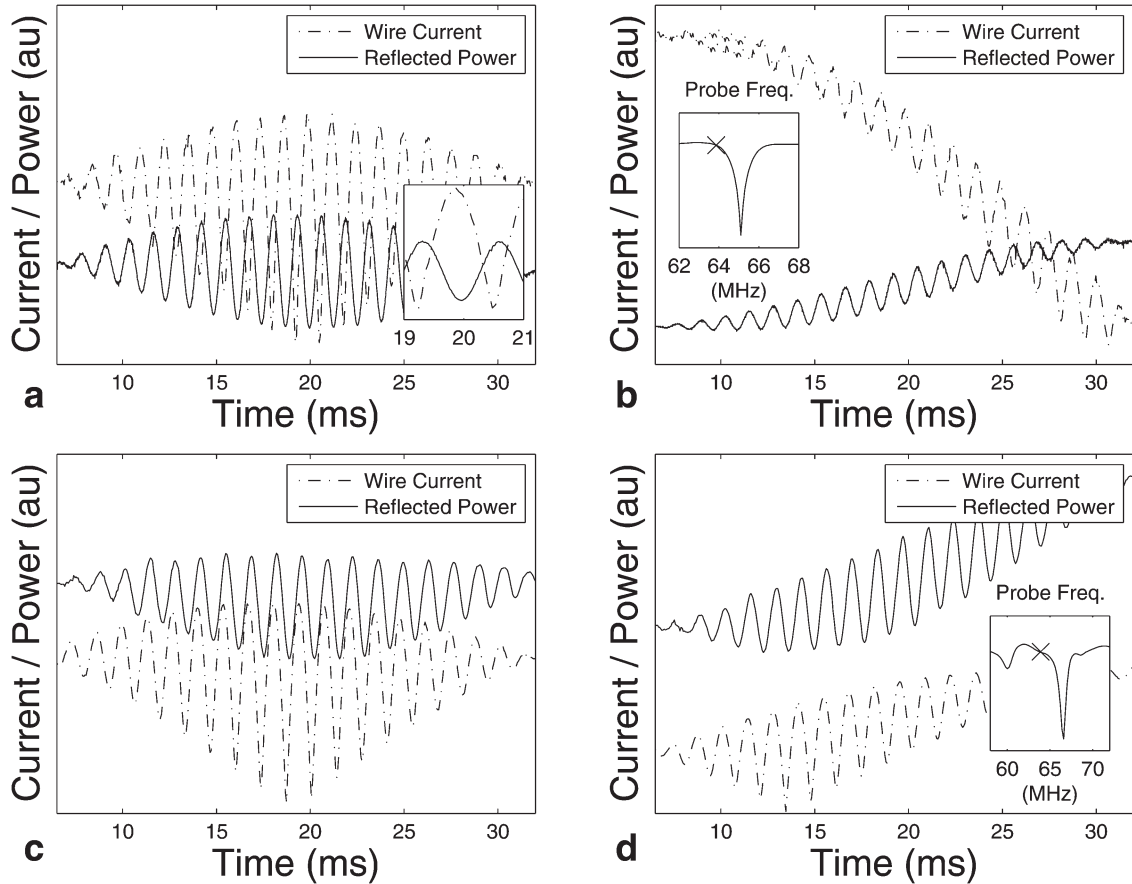 Current / Power (au)
Wire Current
Reflected Power
19 20 21
10 15 20 25 30
Time (ms)
a
Current / Power (au)
Wire Current
Reflected Power
Probe Freq.
62 64 66 68
(MHz)
10 15 20 25 30
Time (ms)
b
Current / Power (au)
Wire Current
Reflected Power
10 15 20 25 30
Time (ms)
c
Current / Power (au)
Wire Current
Reflected Power
Probe Freq.
60 65 70
(MHz)
10 15 20 25 30
Time (ms)
d